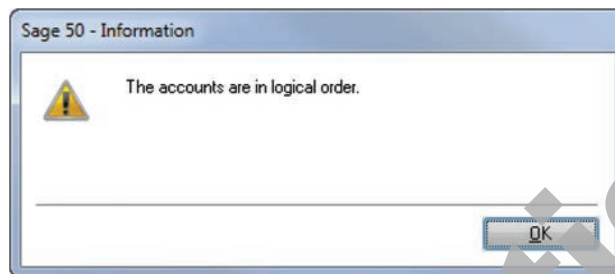 Sage 50 - Information
The accounts are in logical order.
OK